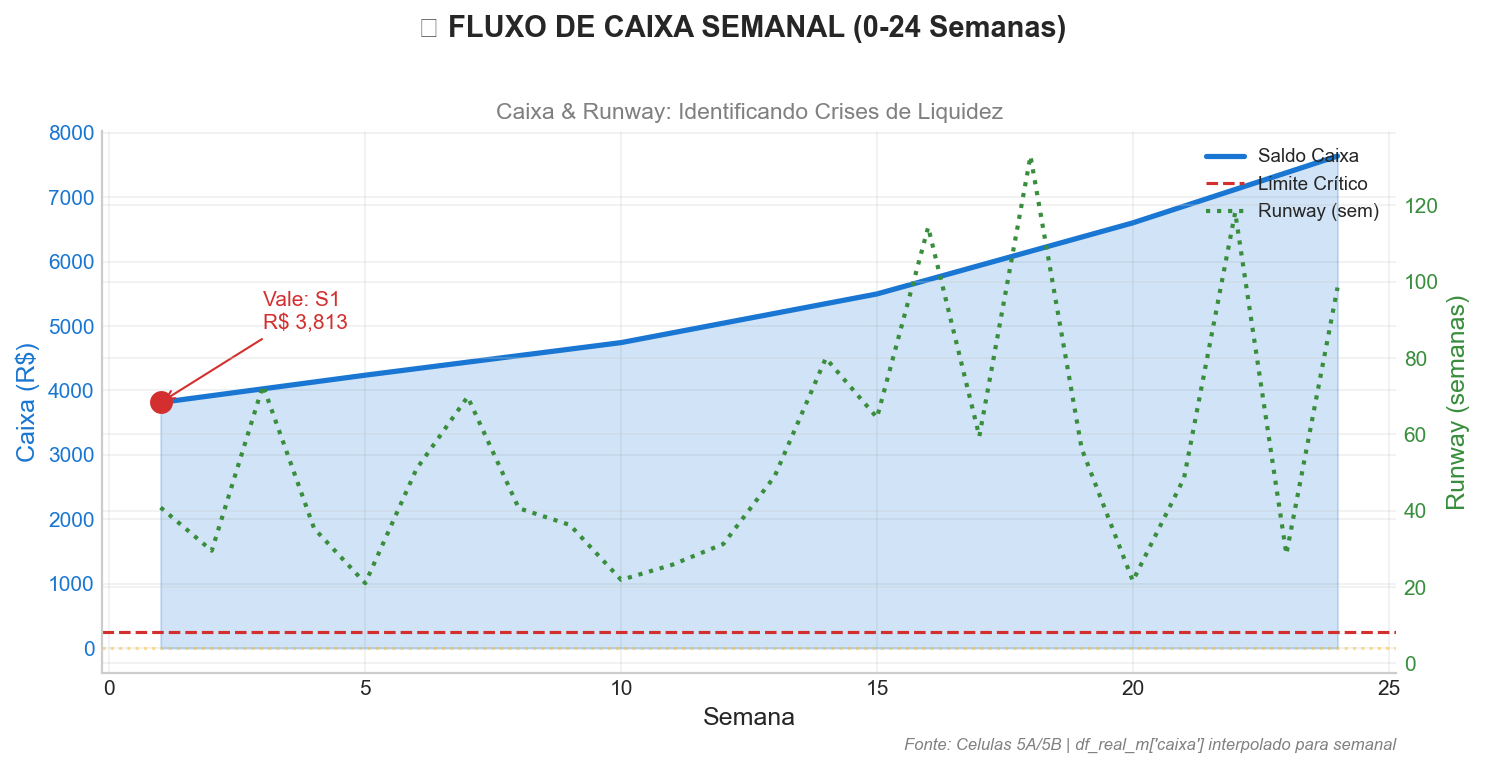 FLUXO DE CAIXA SEMANAL (0-24 Semanas)
Caixa & Runway: Identificando Crises de Liquidez
8000
7000
6000
5000
4000
3000
2000
1000
0
Caixa (R$)
Vale: S1
R$ 3,813
Saldo Caixa
Limite Crítico
Runway (sem)
120
100
80
60
40
20
0
Runway (semanas)
0
5
10
15
20
25
Semana
Fonte: Celulas 5A/5B | df_real_m['caixa'] interpolado para semanal